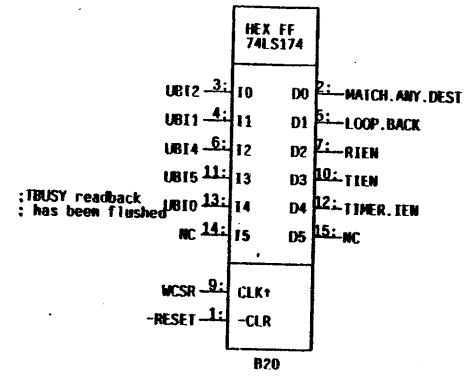 HEX FF
74LS174
UBI2 3: I0 D0 2: MATCH.ANY.DEST
UBI1 4: I1 D1 5: LOOP.BACK
UBI4 6: I2 D2 7: RIEN
UBI5 11: I3 D3 10: TIEN
;TBUSY readback
; has been flushed
UBI0 13: I4 D4 12: TIMER.IEN
NC 14: I5 D5 15: NC
WCSR 9: CLK↑
-RESET 1: -CLR
B20